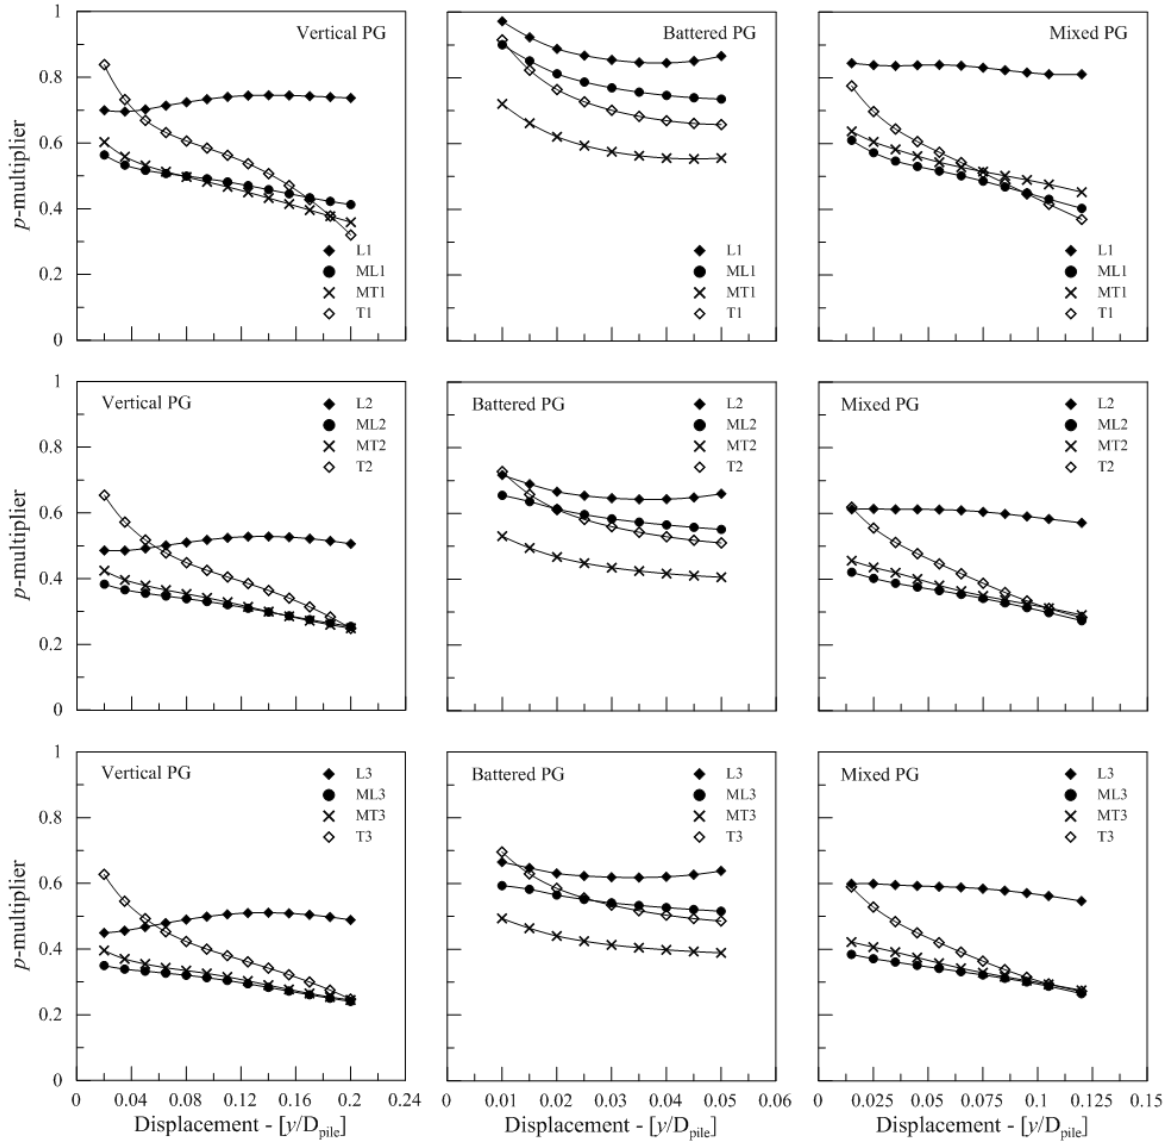 1
Vertical PG
0.8
0.6
p-multiplier
0.4
0.2
0
L1
ML1
MT1
T1
Battered PG
L1
ML1
MT1
T1
Mixed PG
L1
ML1
MT1
T1
1
Vertical PG
0.8
0.6
p-multiplier
0.4
0.2
0
L2
ML2
MT2
T2
Battered PG
L2
ML2
MT2
T2
Mixed PG
L2
ML2
MT2
T2
1
Vertical PG
0.8
0.6
p-multiplier
0.4
0.2
0
L3
ML3
MT3
T3
Battered PG
L3
ML3
MT3
T3
Mixed PG
L3
ML3
MT3
T3
0 0.04 0.08 0.12 0.16 0.2 0.24
Displacement - [y/Dpile]
0 0.01 0.02 0.03 0.04 0.05 0.06
Displacement - [y/Dpile]
0 0.025 0.05 0.075 0.1 0.125 0.15
Displacement - [y/Dpile]